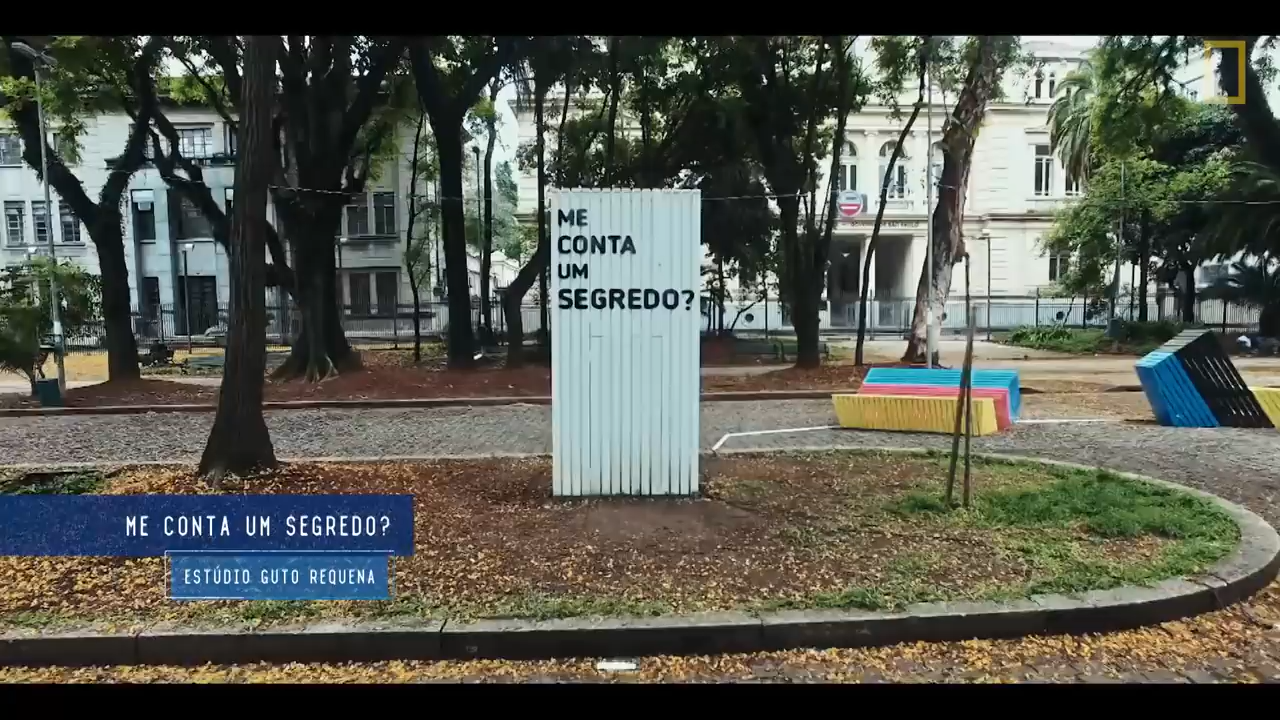 ME
CONTA
UM
SEGREDO?
ME CONTA UM SEGREDO?
ESTÚDIO GUTO REQUENA